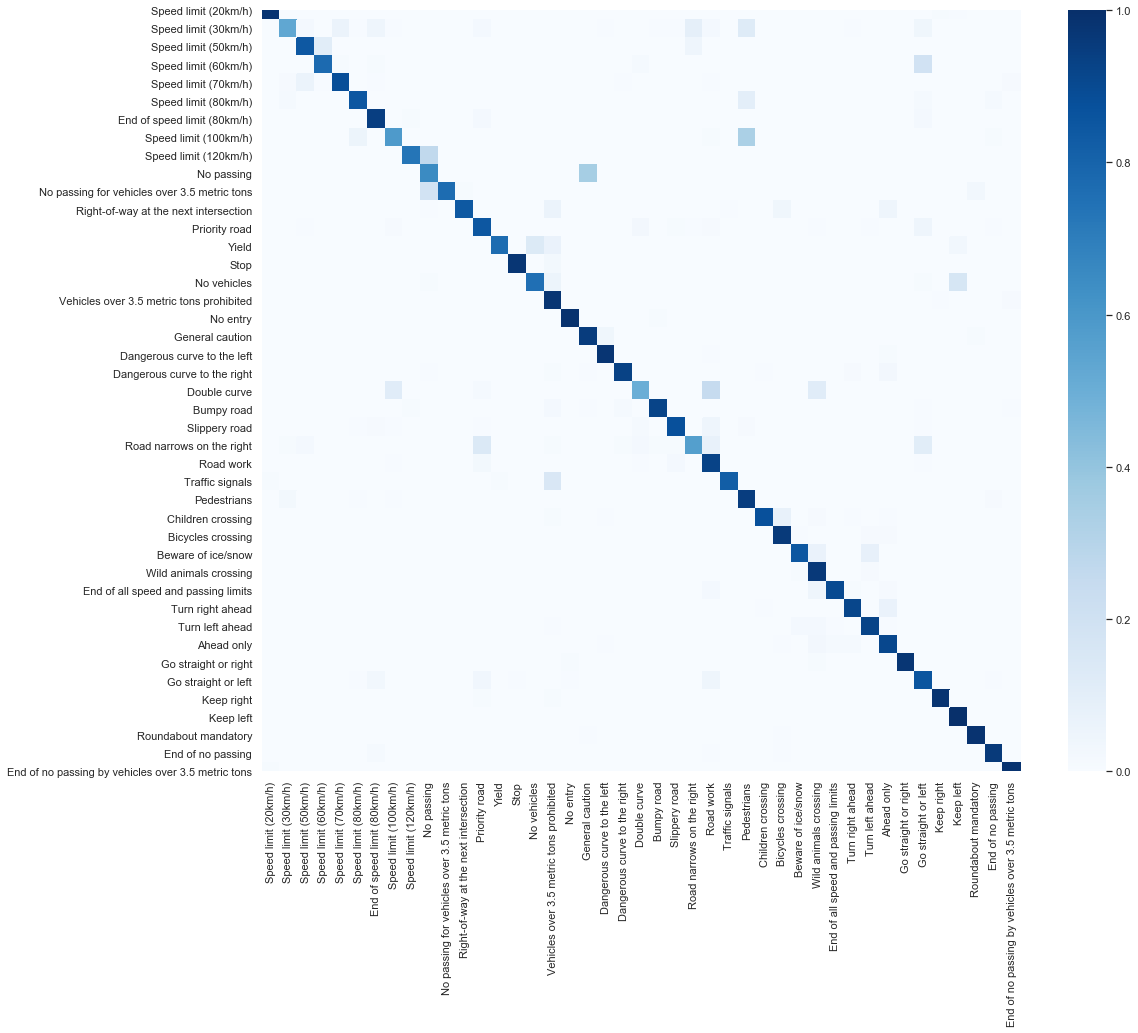 Speed limit (20km/h)
Speed limit (30km/h)
Speed limit (50km/h)
Speed limit (60km/h)
Speed limit (70km/h)
Speed limit (80km/h)
End of speed limit (80km/h)
Speed limit (100km/h)
Speed limit (120km/h)
No passing
No passing for vehicles over 3.5 metric tons
Right-of-way at the next intersection
Priority road
Yield
Stop
No vehicles
Vehicles over 3.5 metric tons prohibited
No entry
General caution
Dangerous curve to the left
Dangerous curve to the right
Double curve
Bumpy road
Slippery road
Road narrows on the right
Road work
Traffic signals
Pedestrians
Children crossing
Bicycles crossing
Beware of ice/snow
Wild animals crossing
End of all speed and passing limits
Turn right ahead
Turn left ahead
Ahead only
Go straight or right
Go straight or left
Keep right
Keep left
Roundabout mandatory
End of no passing
End of no passing by vehicles over 3.5 metric tons
Speed limit (20km/h)
Speed limit (30km/h)
Speed limit (50km/h)
Speed limit (60km/h)
Speed limit (70km/h)
Speed limit (80km/h)
End of speed limit (80km/h)
Speed limit (100km/h)
Speed limit (120km/h)
No passing
No passing for vehicles over 3.5 metric tons
Right-of-way at the next intersection
Priority road
Yield
Stop
No vehicles
Vehicles over 3.5 metric tons prohibited
No entry
General caution
Dangerous curve to the left
Dangerous curve to the right
Double curve
Bumpy road
Slippery road
Road narrows on the right
Road work
Traffic signals
Pedestrians
Children crossing
Bicycles crossing
Beware of ice/snow
Wild animals crossing
End of all speed and passing limits
Turn right ahead
Turn left ahead
Ahead only
Go straight or right
Go straight or left
Keep right
Keep left
Roundabout mandatory
End of no passing
End of no passing by vehicles over 3.5 metric tons
1.0
0.8
0.6
0.4
0.2
0.0